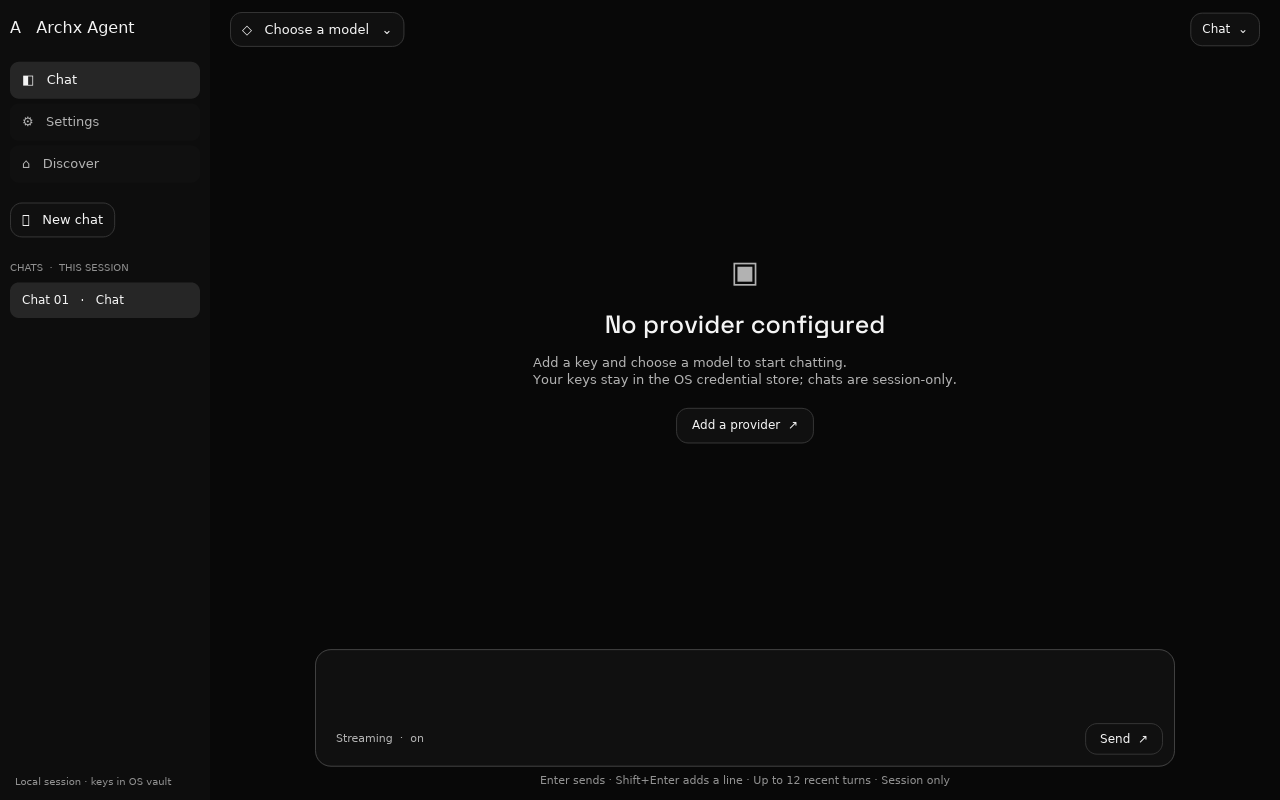 A Archx Agent
Choose a model
Chat
Chat
Settings
Discover
New chat
CHATS · THIS SESSION
Chat 01 · Chat
No provider configured
Add a key and choose a model to start chatting.
Your keys stay in the OS credential store; chats are session-only.
Add a provider ↗
Streaming · on
Send ↗
Local session · keys in OS vault
Enter sends · Shift+Enter adds a line · Up to 12 recent turns · Session only